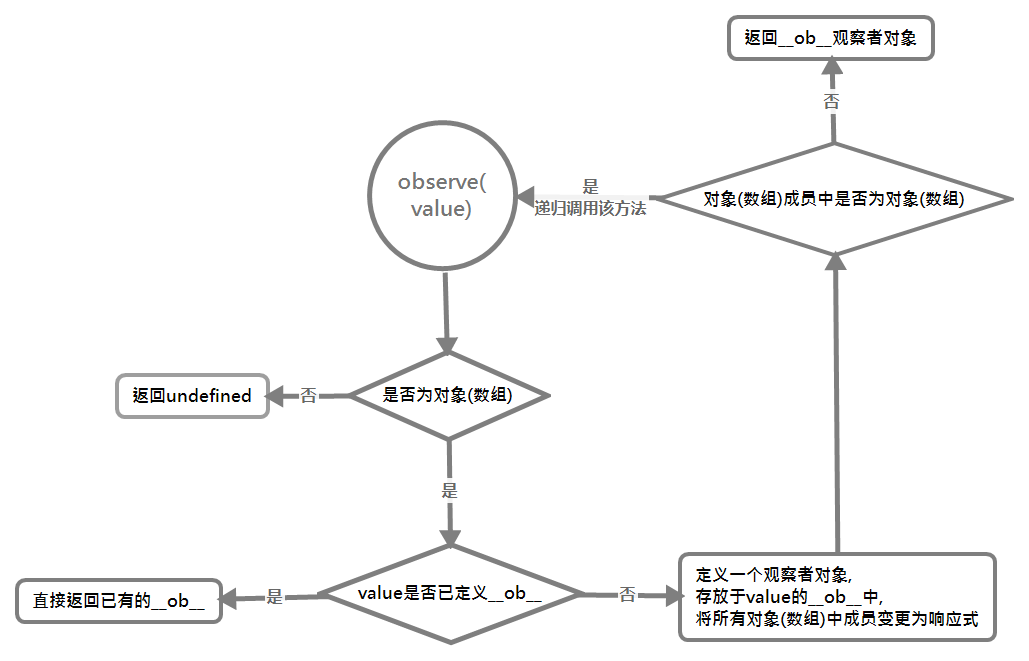 返回__ob__观察者对象
否
observe(
value)
是
递归调用该方法
对象(数组)成员中是否为对象(数组)
返回undefined
否
是否为对象(数组)
是
直接返回已有的__ob__
是
value是否已定义__ob__
否
定义一个观察者对象,
存放于value的__ob__中,
将所有对象(数组)中成员变更为响应式